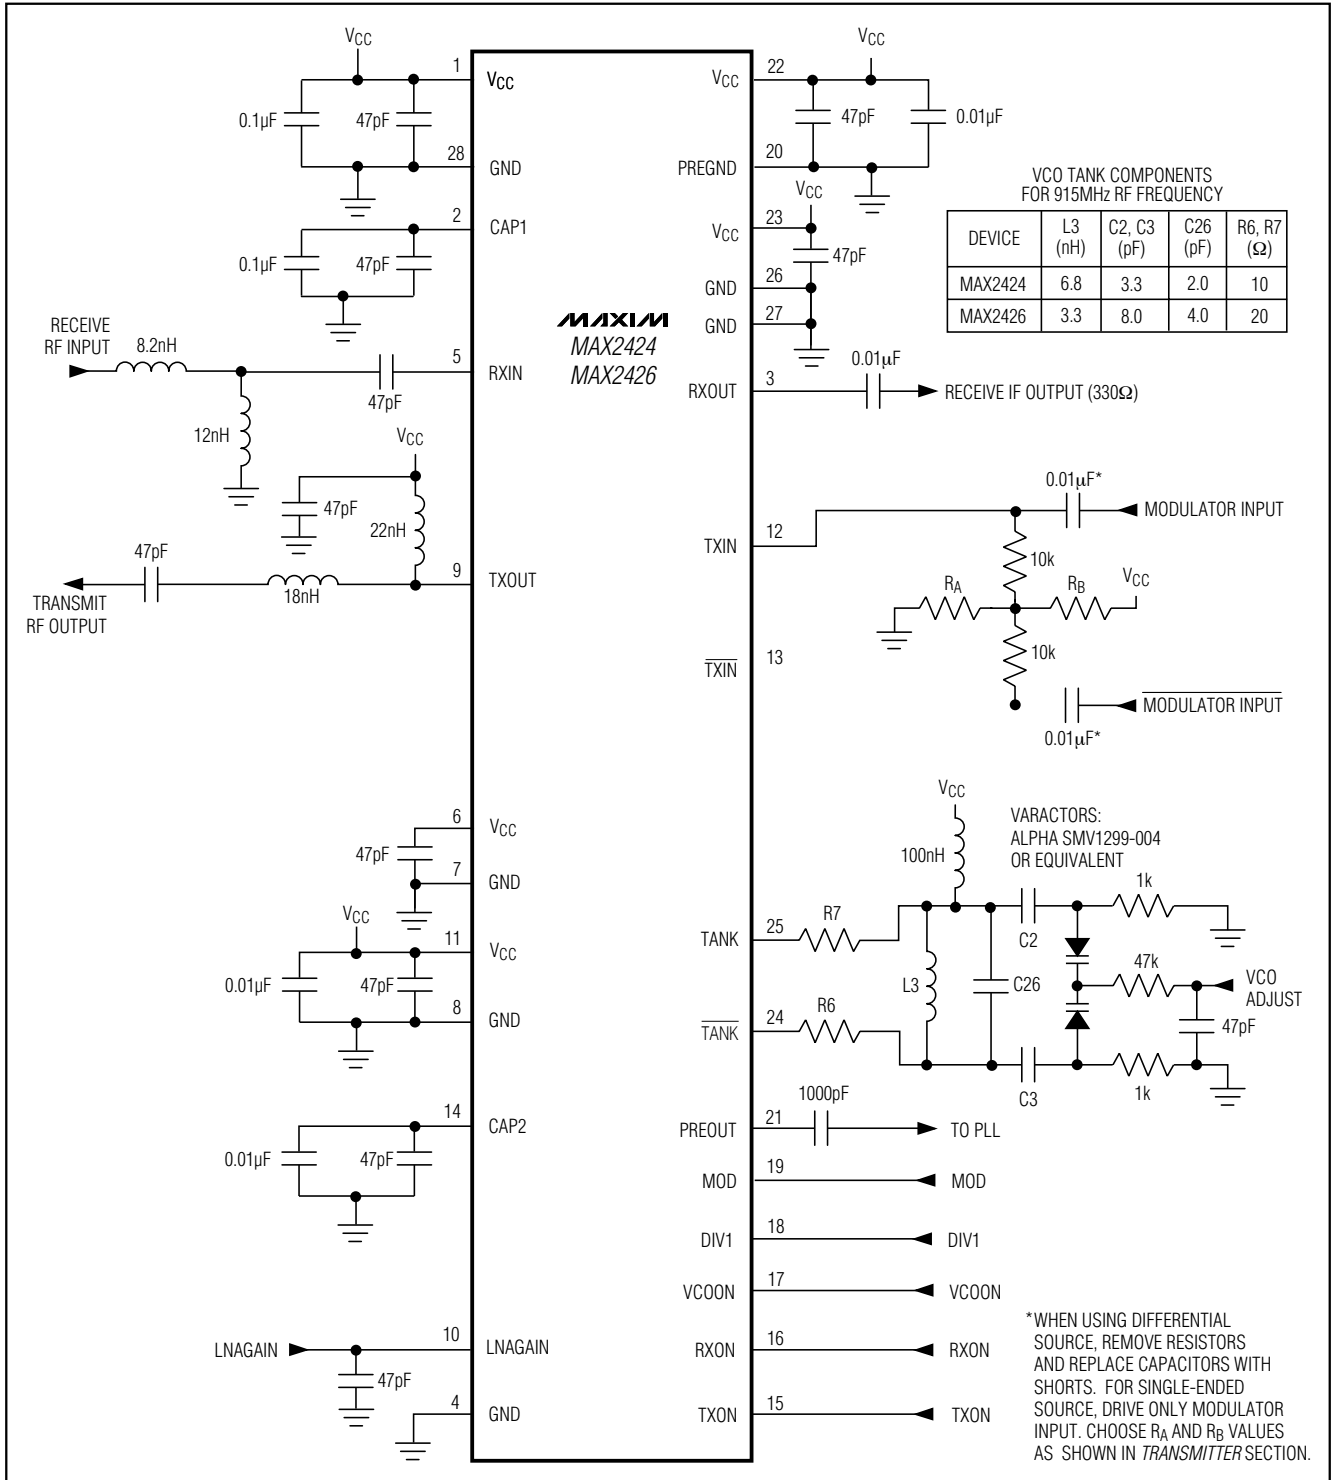 VCC
VCC
1
VCC
VCC
22
0.1µF
47pF
47pF
0.01µF
28
GND
PREGND
20
VCO TANK COMPONENTS
FOR 915MHz RF FREQUENCY
DEVICE L3 (nH) C2, C3 (pF) C26 (pF) R6, R7 (Ω)
MAX2424 6.8 3.3 2.0 10
MAX2426 3.3 8.0 4.0 20
2
CAP1
0.1µF
47pF
VCC
VCC
23
47pF
GND
26
GND
27
MAXIM
MAX2424
MAX2426
RECEIVE
RF INPUT
8.2nH
47pF
5
RXIN
12nH
RXOUT
3
0.01µF
RECEIVE IF OUTPUT (330Ω)
VCC
47pF
22nH
47pF
18nH
9
TXOUT
TRANSMIT
RF OUTPUT
TXIN
12
0.01µF*
MODULATOR INPUT
10k
RA
RB
VCC
10k
TXIN
13
MODULATOR INPUT
0.01µF*
6
VCC
47pF
7
GND
VCC
11
VCC
0.01µF
47pF
8
GND
VCC
100nH
VARACTORS:
ALPHA SMV1299-004
OR EQUIVALENT
TANK
25
R7
C2
1k
L3
C26
47k
VCO
ADJUST
47pF
TANK
24
R6
C3
1k
14
CAP2
0.01µF
47pF
PREOUT
21
1000pF
TO PLL
MOD
19
MOD
DIV1
18
DIV1
VCOON
17
VCOON
LNAGAIN
10
LNAGAIN
47pF
RXON
16
RXON
4
GND
TXON
15
TXON
*WHEN USING DIFFERENTIAL
SOURCE, REMOVE RESISTORS
AND REPLACE CAPACITORS WITH
SHORTS. FOR SINGLE-ENDED
SOURCE, DRIVE ONLY MODULATOR
INPUT. CHOOSE RA AND RB VALUES
AS SHOWN IN TRANSMITTER SECTION.